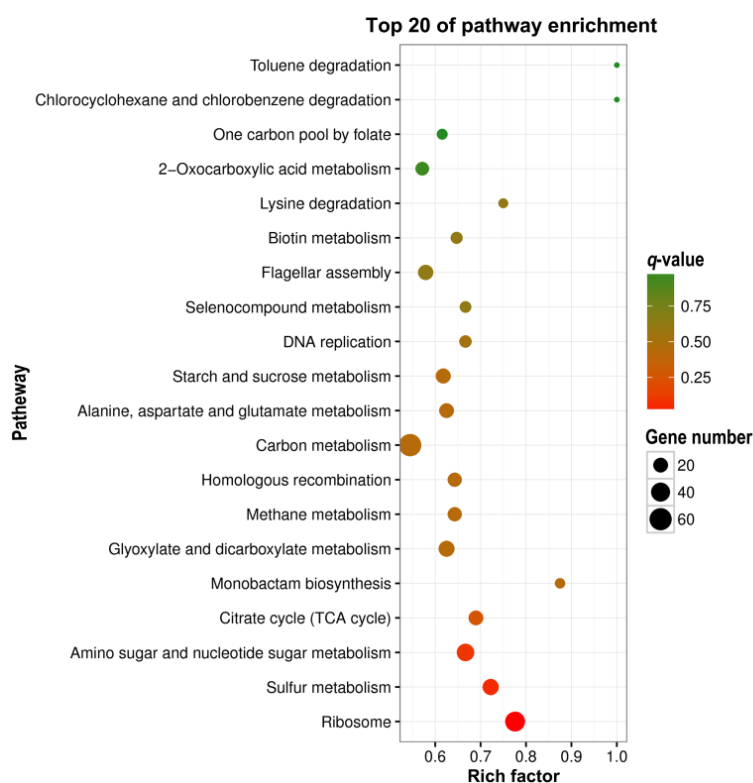 Top 20 of pathway enrichment
Toluene degradation
Chlorocyclohexane and chlorobenzene degradation
One carbon pool by folate
2−Oxocarboxylic acid metabolism
Lysine degradation
Biotin metabolism
Flagellar assembly
Selenocompound metabolism
DNA replication
Starch and sucrose metabolism
Alanine, aspartate and glutamate metabolism
Carbon metabolism
Homologous recombination
Methane metabolism
Glyoxylate and dicarboxylate metabolism
Monobactam biosynthesis
Citrate cycle (TCA cycle)
Amino sugar and nucleotide sugar metabolism
Sulfur metabolism
Ribosome
Patheway
0.6 0.7 0.8 0.9 1.0
Rich factor
q-value
0.75
0.50
0.25
Gene number
20
40
60